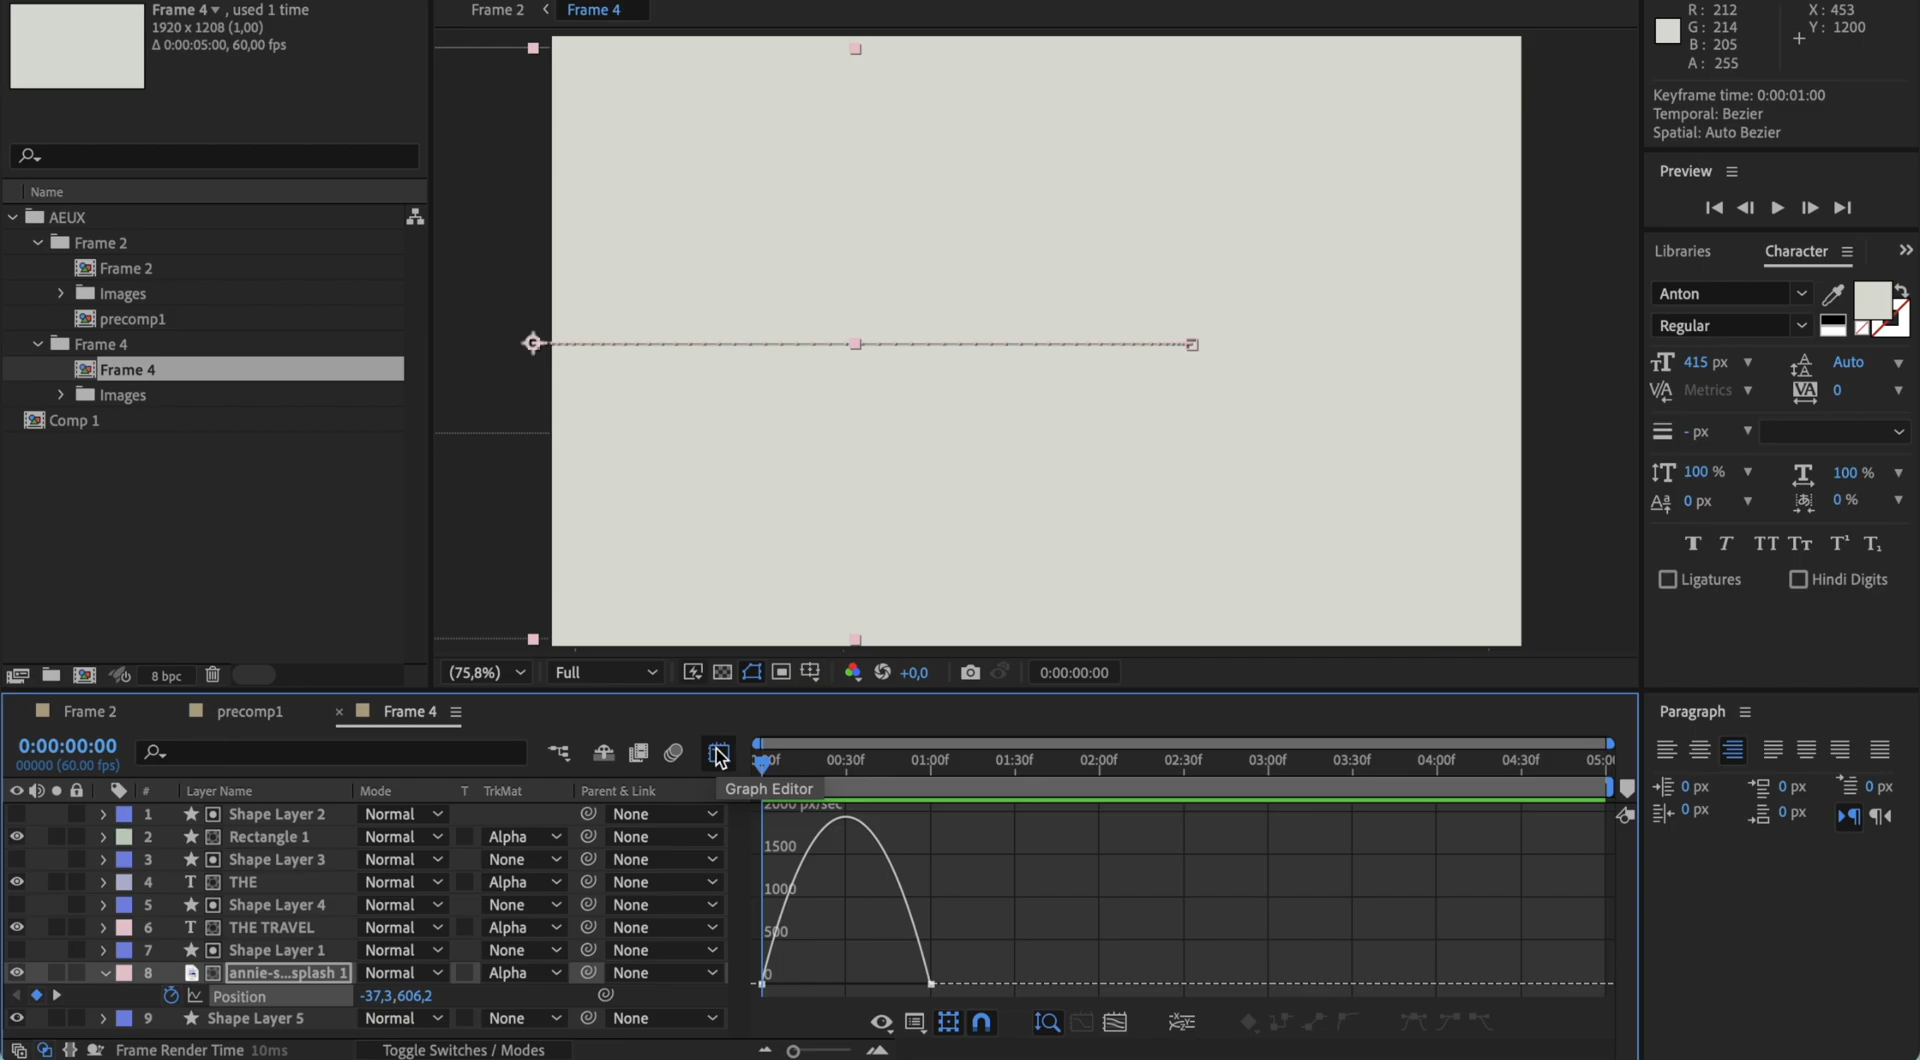 Frame 4 , used 1 time
1920 x 1208 (1,00)
Δ 0:00:05:00, 60,00 fps
Name
AEUX
Frame 2
Frame 2
Images
precomp1
Frame 4
Frame 4
Images
Comp 1
8 bpc
Frame 2 < Frame 4
(75,8%) Full +0,0 0:00:00:00
R: 212 X: 453
G: 214 Y: 1200
B: 205
A: 255
Keyframe time: 0:00:01:00
Temporal: Bezier
Spatial: Auto Bezier
Preview
Libraries Character
Anton
Regular
415 px Auto
Metrics 0
- px
100 % 100 %
0 px 0 %
Ligatures Hindi Digits
Frame 2 precomp1 × Frame 4
0:00:00:00
00000 (60.00 fps)
Graph Editor
:00f 00:30f 01:00f 01:30f 02:00f 02:30f 03:00f 03:30f 04:00f 04:30f 05:00
# Layer Name Mode T TrkMat Parent & Link
1 Shape Layer 2 Normal None
2 Rectangle 1 Normal Alpha None
3 Shape Layer 3 Normal None None
4 T THE Normal Alpha None
5 Shape Layer 4 Normal None None
6 T THE TRAVEL Normal Alpha None
7 Shape Layer 1 Normal None None
8 annie-s...splash 1 Normal Alpha None
Position -37,3,606,2
9 Shape Layer 5 Normal None None
2000 px/sec
1500
1000
500
0
Frame Render Time 10ms Toggle Switches / Modes
Paragraph
0 px 0 px 0 px
0 px 0 px